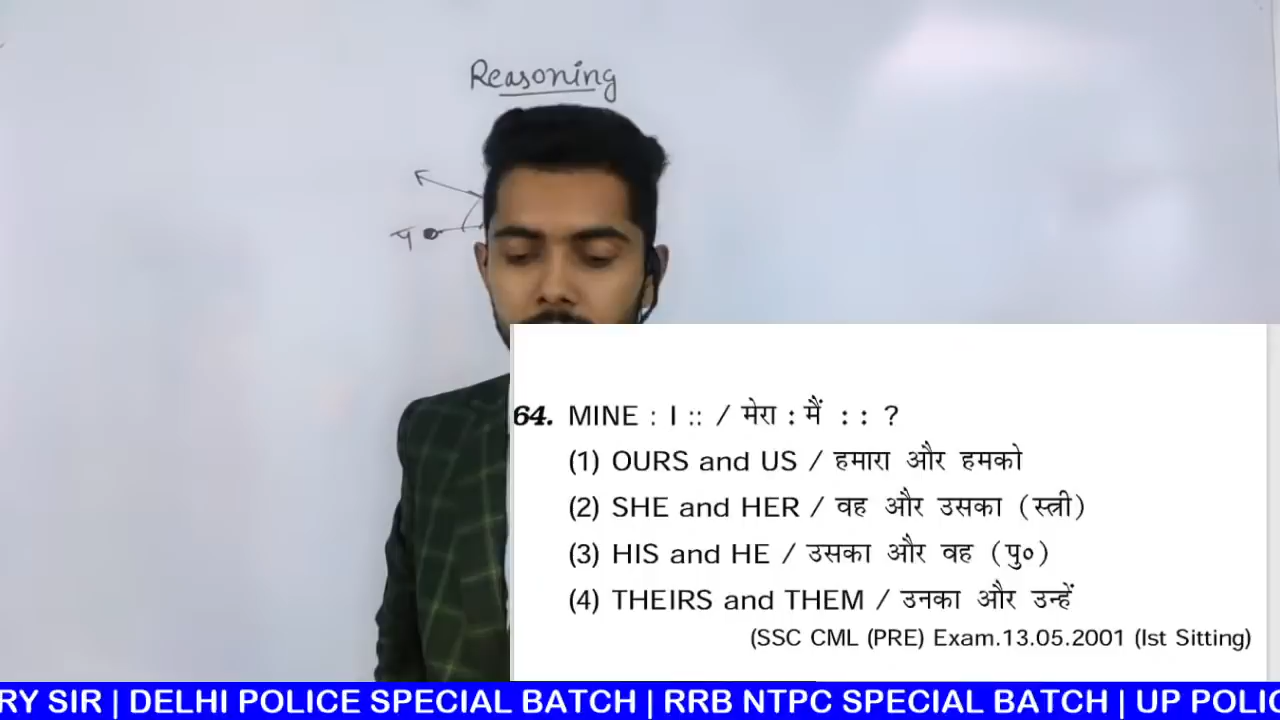 Reasoning
प
64. MINE : I :: / मेरा : मैं : : ?
(1) OURS and US / हमारा और हमको
(2) SHE and HER / वह और उसका (स्त्री)
(3) HIS and HE / उसका और वह (पु०)
(4) THEIRS and THEM / उनका और उन्हें
(SSC CML (PRE) Exam.13.05.2001 (Ist Sitting)
RY SIR | DELHI POLICE SPECIAL BATCH | RRB NTPC SPECIAL BATCH | UP POLIC